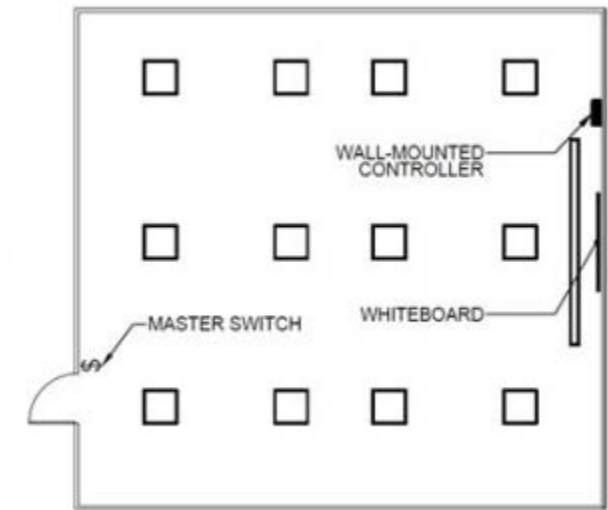 WALL-MOUNTED
CONTROLLER
WHITEBOARD
MASTER SWITCH
S